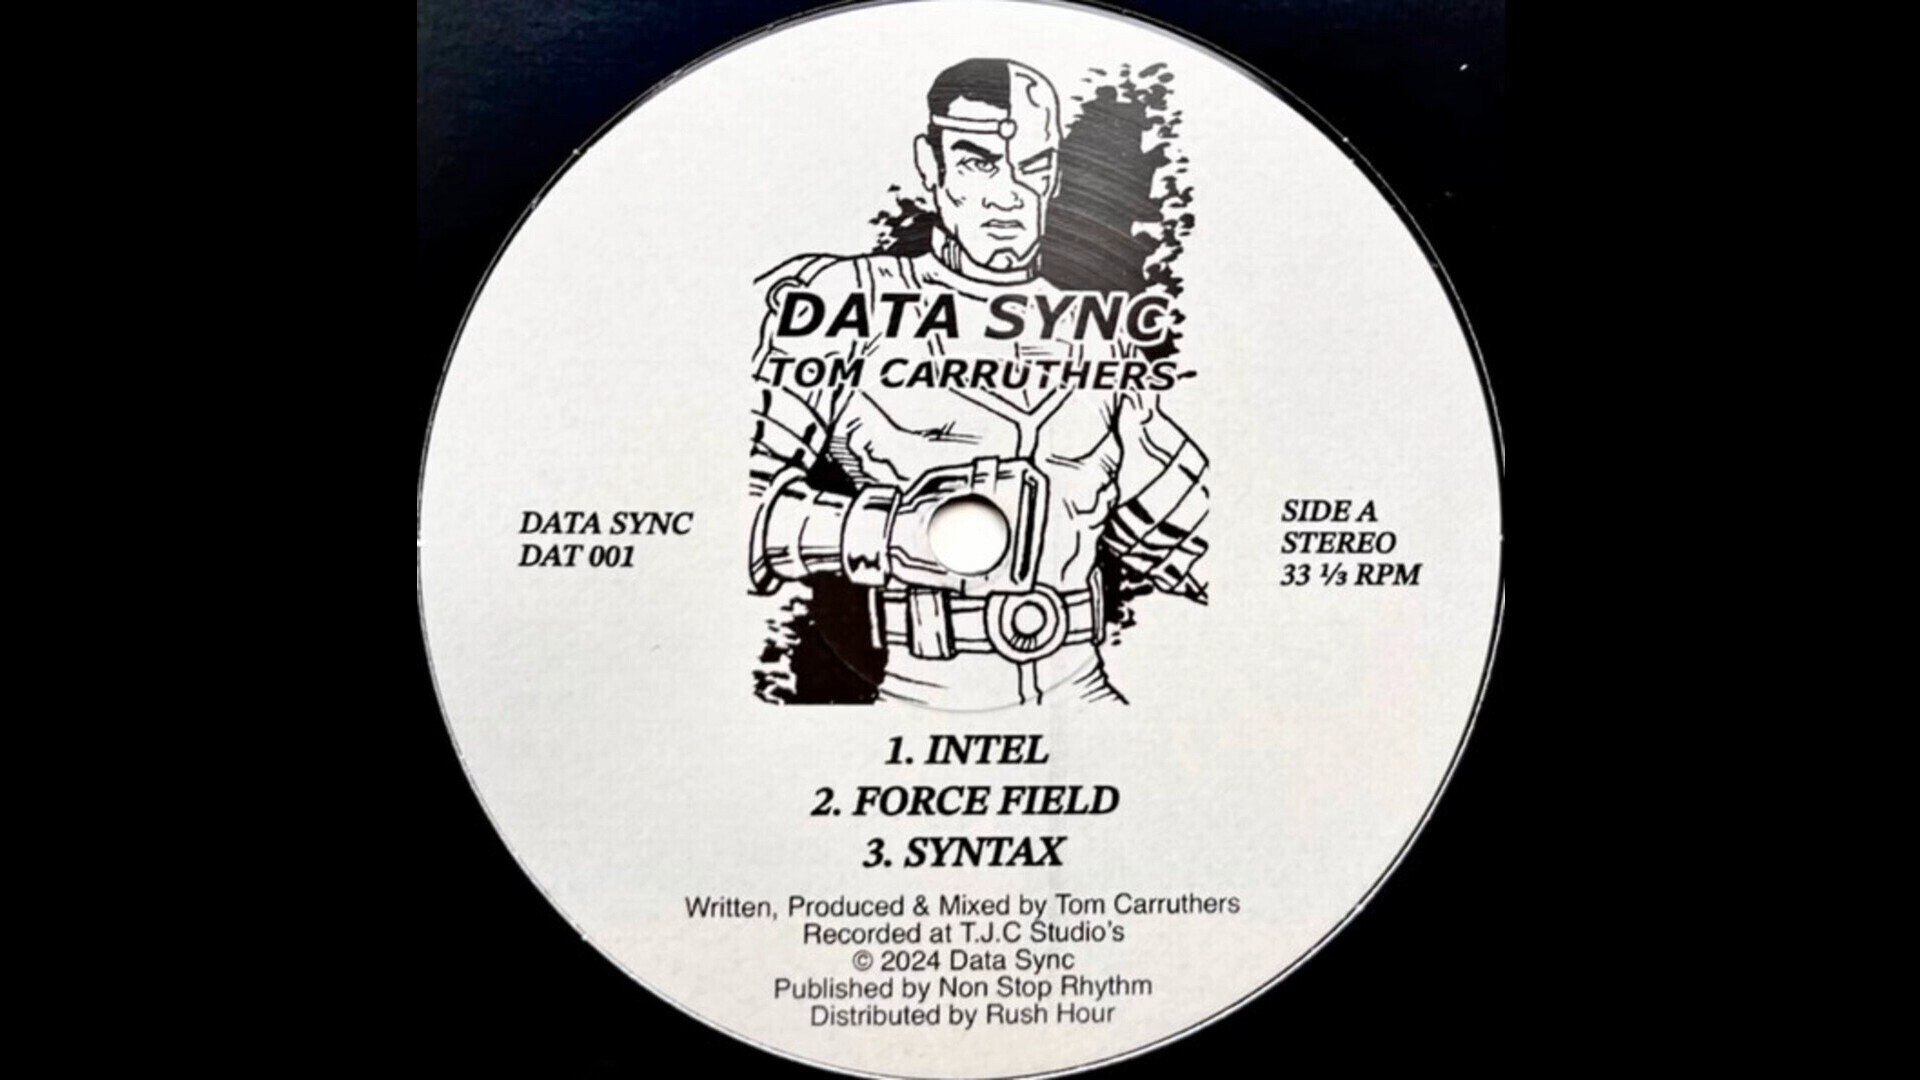 DATA SYNC
TOM CARRUTHERS
DATA SYNC
DAT 001
SIDE A
STEREO
33 ⅓ RPM
1. INTEL
2. FORCE FIELD
3. SYNTAX
Written, Produced & Mixed by Tom Carruthers
Recorded at T.J.C Studio's
© 2024 Data Sync
Published by Non Stop Rhythm
Distributed by Rush Hour